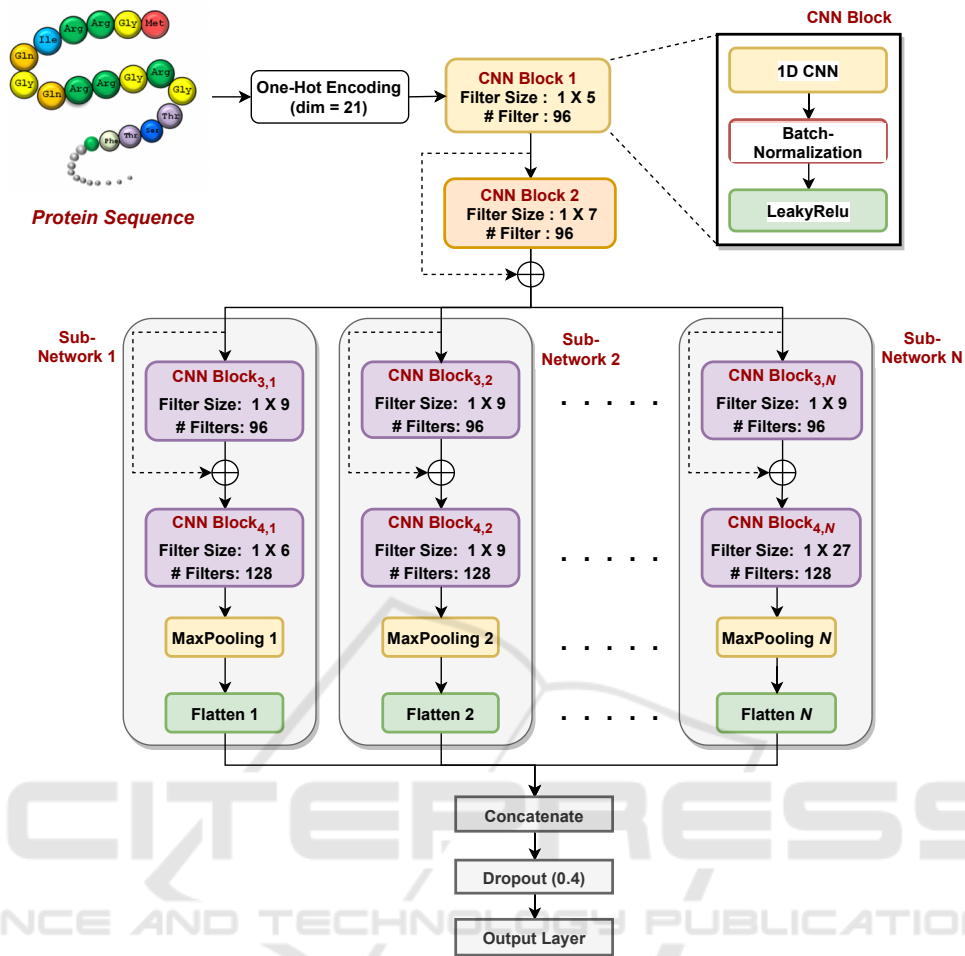 CNN Block
Ile Arg Arg Gly Met
Gln
Gly Gln Arg Arg Gly Arg Gly
Thr
Phe Thr Ser
Protein Sequence
One-Hot Encoding
(dim = 21)
CNN Block 1
Filter Size : 1 X 5
# Filter : 96
1D CNN
Batch-
Normalization
LeakyRelu
CNN Block 2
Filter Size : 1 X 7
# Filter : 96
Sub-
Network 1
Sub-
Network 2
Sub-
Network N
CNN Block3,1
Filter Size: 1 X 9
# Filters: 96
CNN Block3,2
Filter Size: 1 X 9
# Filters: 96
. . . . .
CNN Block3,N
Filter Size: 1 X 9
# Filters: 96
CNN Block4,1
Filter Size: 1 X 6
# Filters: 128
CNN Block4,2
Filter Size: 1 X 9
# Filters: 128
. . . . .
CNN Block4,N
Filter Size: 1 X 27
# Filters: 128
MaxPooling 1
MaxPooling 2
. . . . .
MaxPooling N
Flatten 1
Flatten 2
. . . . .
Flatten N
CITEPRESS
Concatenate
Dropout (0.4)
NCE AND TECHNOLOGY PUBLICATION
Output Layer